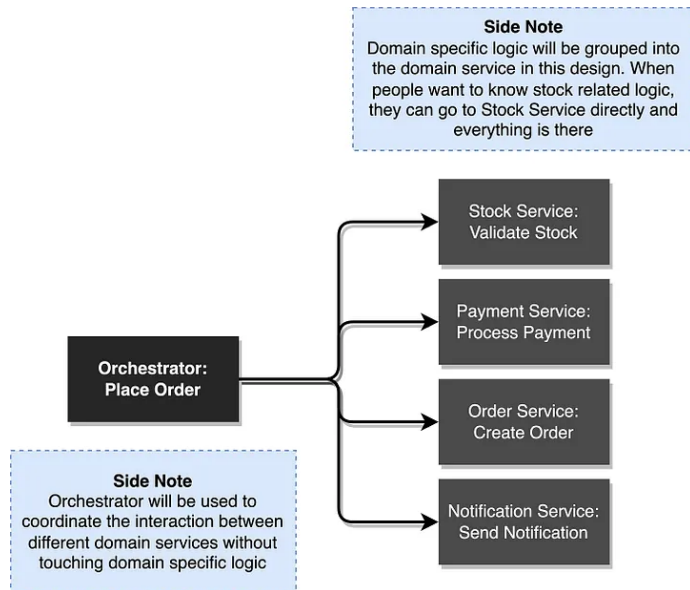 Side Note
Domain specific logic will be grouped into
the domain service in this design. When
people want to know stock related logic,
they can go to Stock Service directly and
everything is there
Stock Service:
Validate Stock
Payment Service:
Process Payment
Orchestrator:
Place Order
Order Service:
Create Order
Side Note
Orchestrator will be used to
coordinate the interaction between
different domain services without
touching domain specific logic
Notification Service:
Send Notification